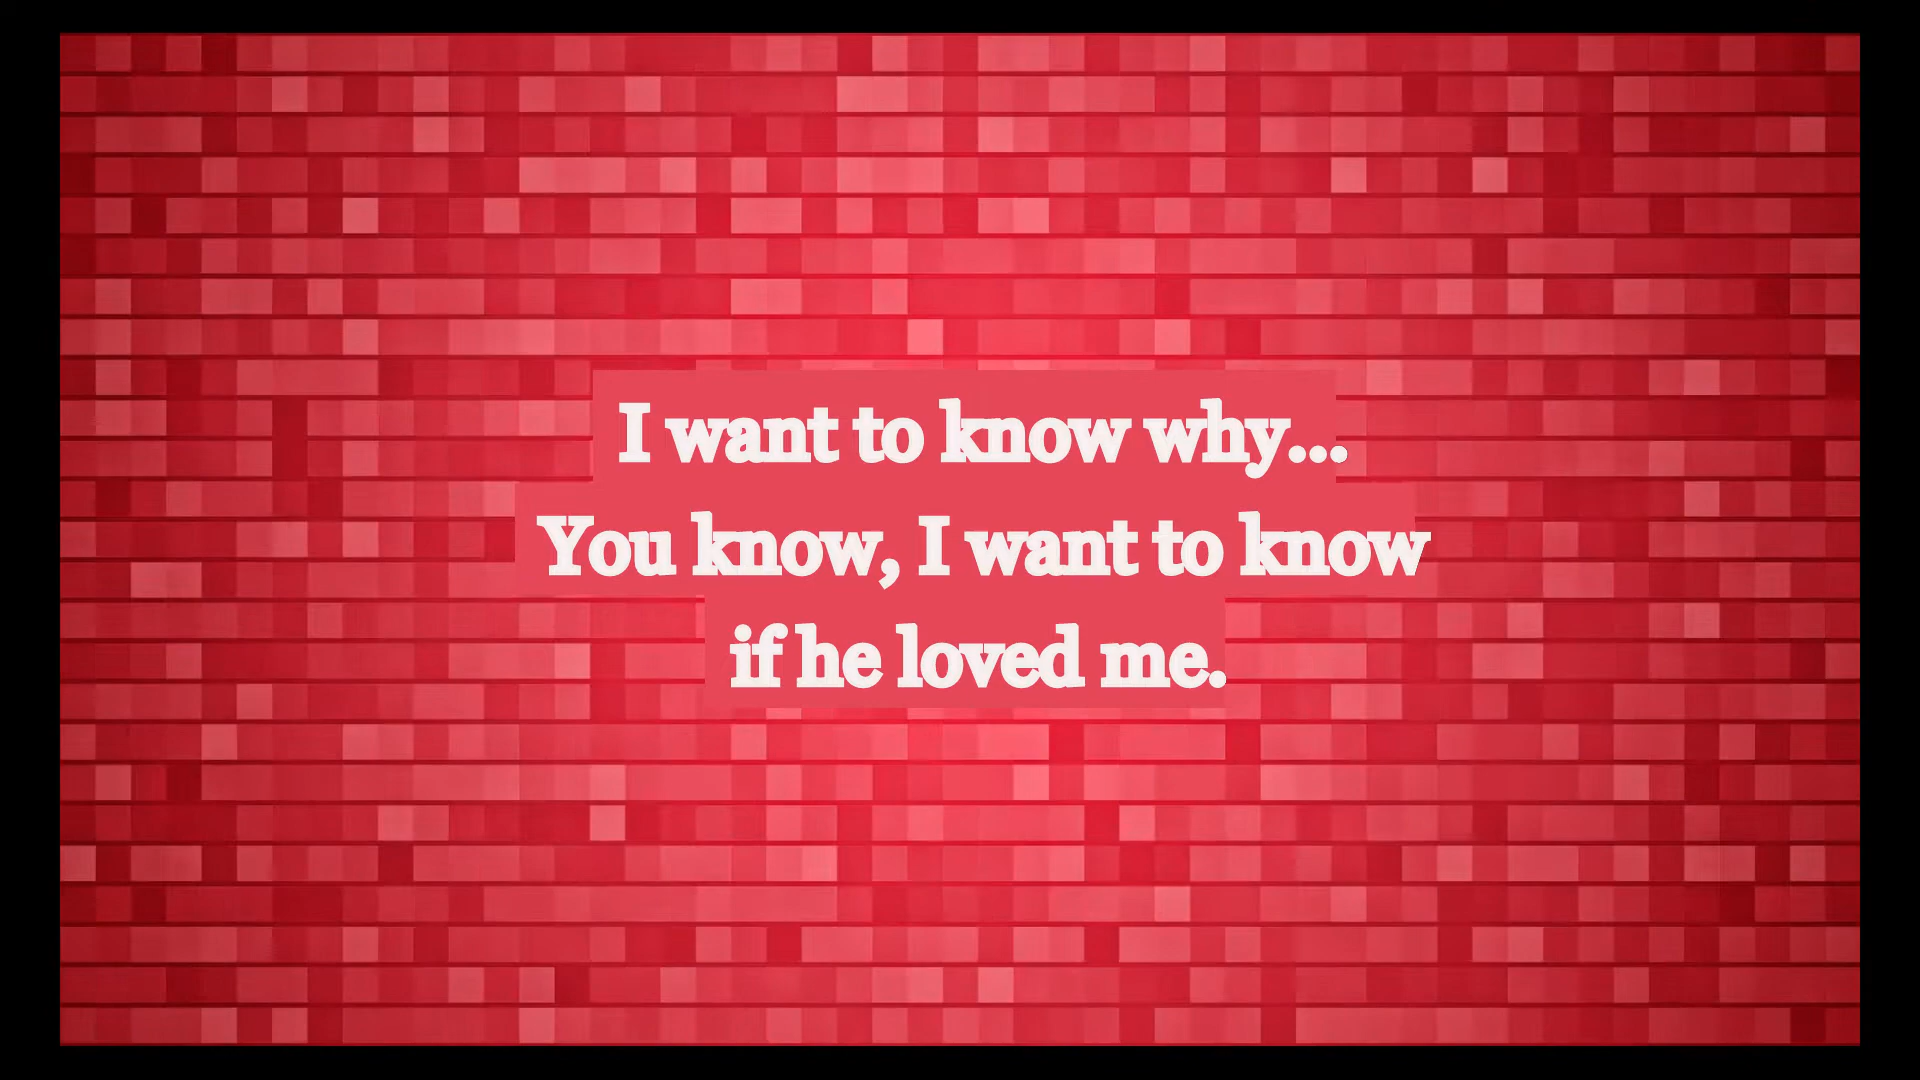 I want to know why...
You know, I want to know
if he loved me.